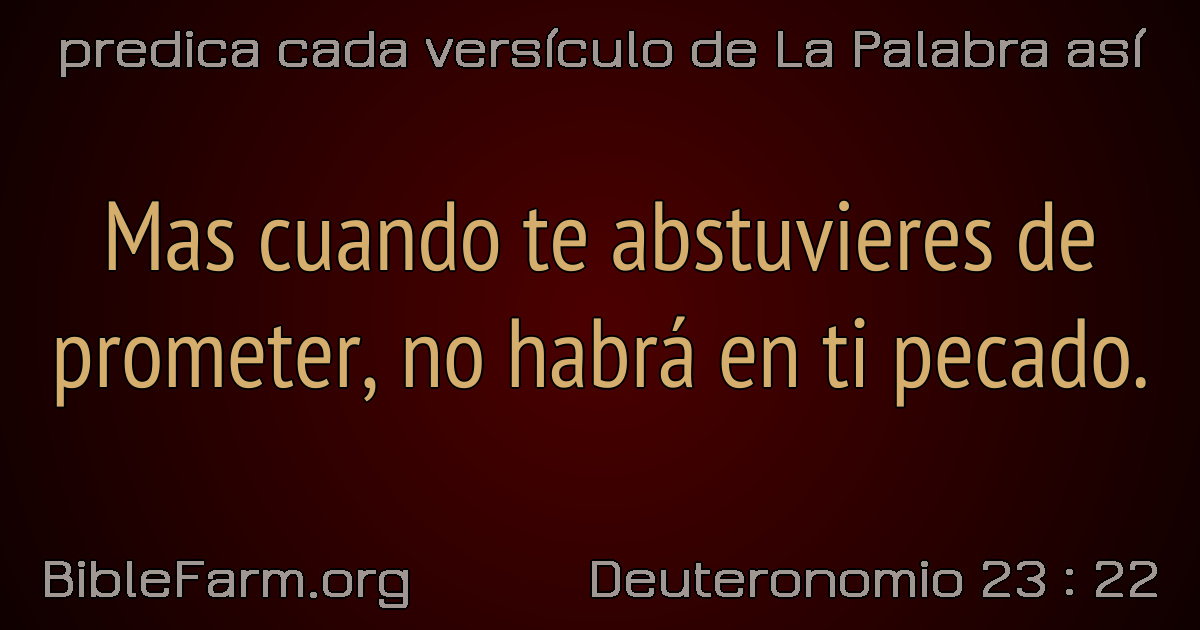 predica cada versículo de La Palabra así
Mas cuando te abstuvieres de
prometer, no habrá en ti pecado.
BibleFarm.org
Deuteronomio 23 : 22